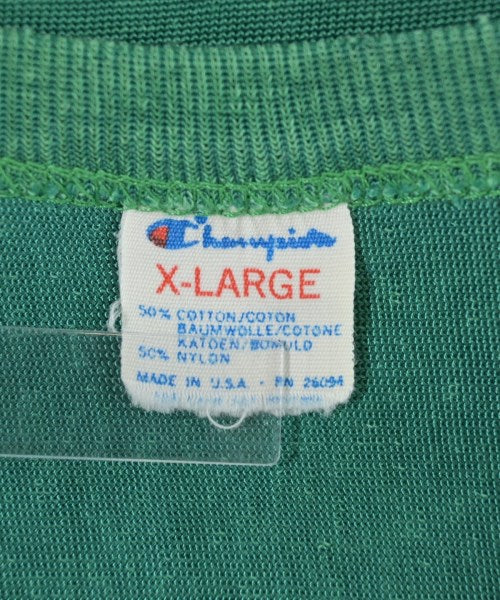 Champion
X-LARGE
50% COTTON/COTON
BAUMWOLLE/COTONE
KATOEN/BOMULD
50% NYLON
MADE IN U.S.A. - RN 26094